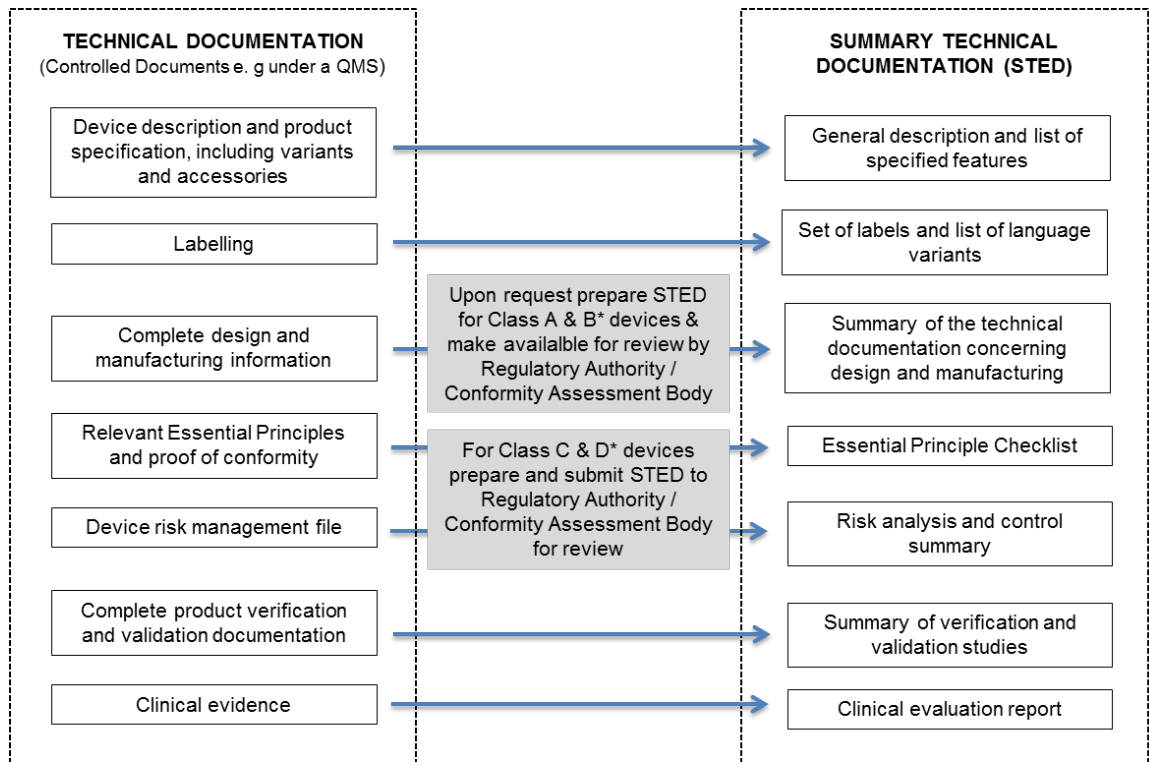 TECHNICAL DOCUMENTATION
(Controlled Documents e. g under a QMS)
SUMMARY TECHNICAL
DOCUMENTATION (STED)
Device description and product
specification, including variants
and accessories
General description and list of
specified features
Labelling
Set of labels and list of language
variants
Upon request prepare STED
for Class A & B* devices &
make availalble for review by
Regulatory Authority /
Conformity Assessment Body
Complete design and
manufacturing information
Summary of the technical
documentation concerning
design and manufacturing
Relevant Essential Principles
and proof of conformity
For Class C & D* devices
prepare and submit STED to
Regulatory Authority /
Conformity Assessment Body
for review
Essential Principle Checklist
Device risk management file
Risk analysis and control
summary
Complete product verification
and validation documentation
Summary of verification and
validation studies
Clinical evidence
Clinical evaluation report